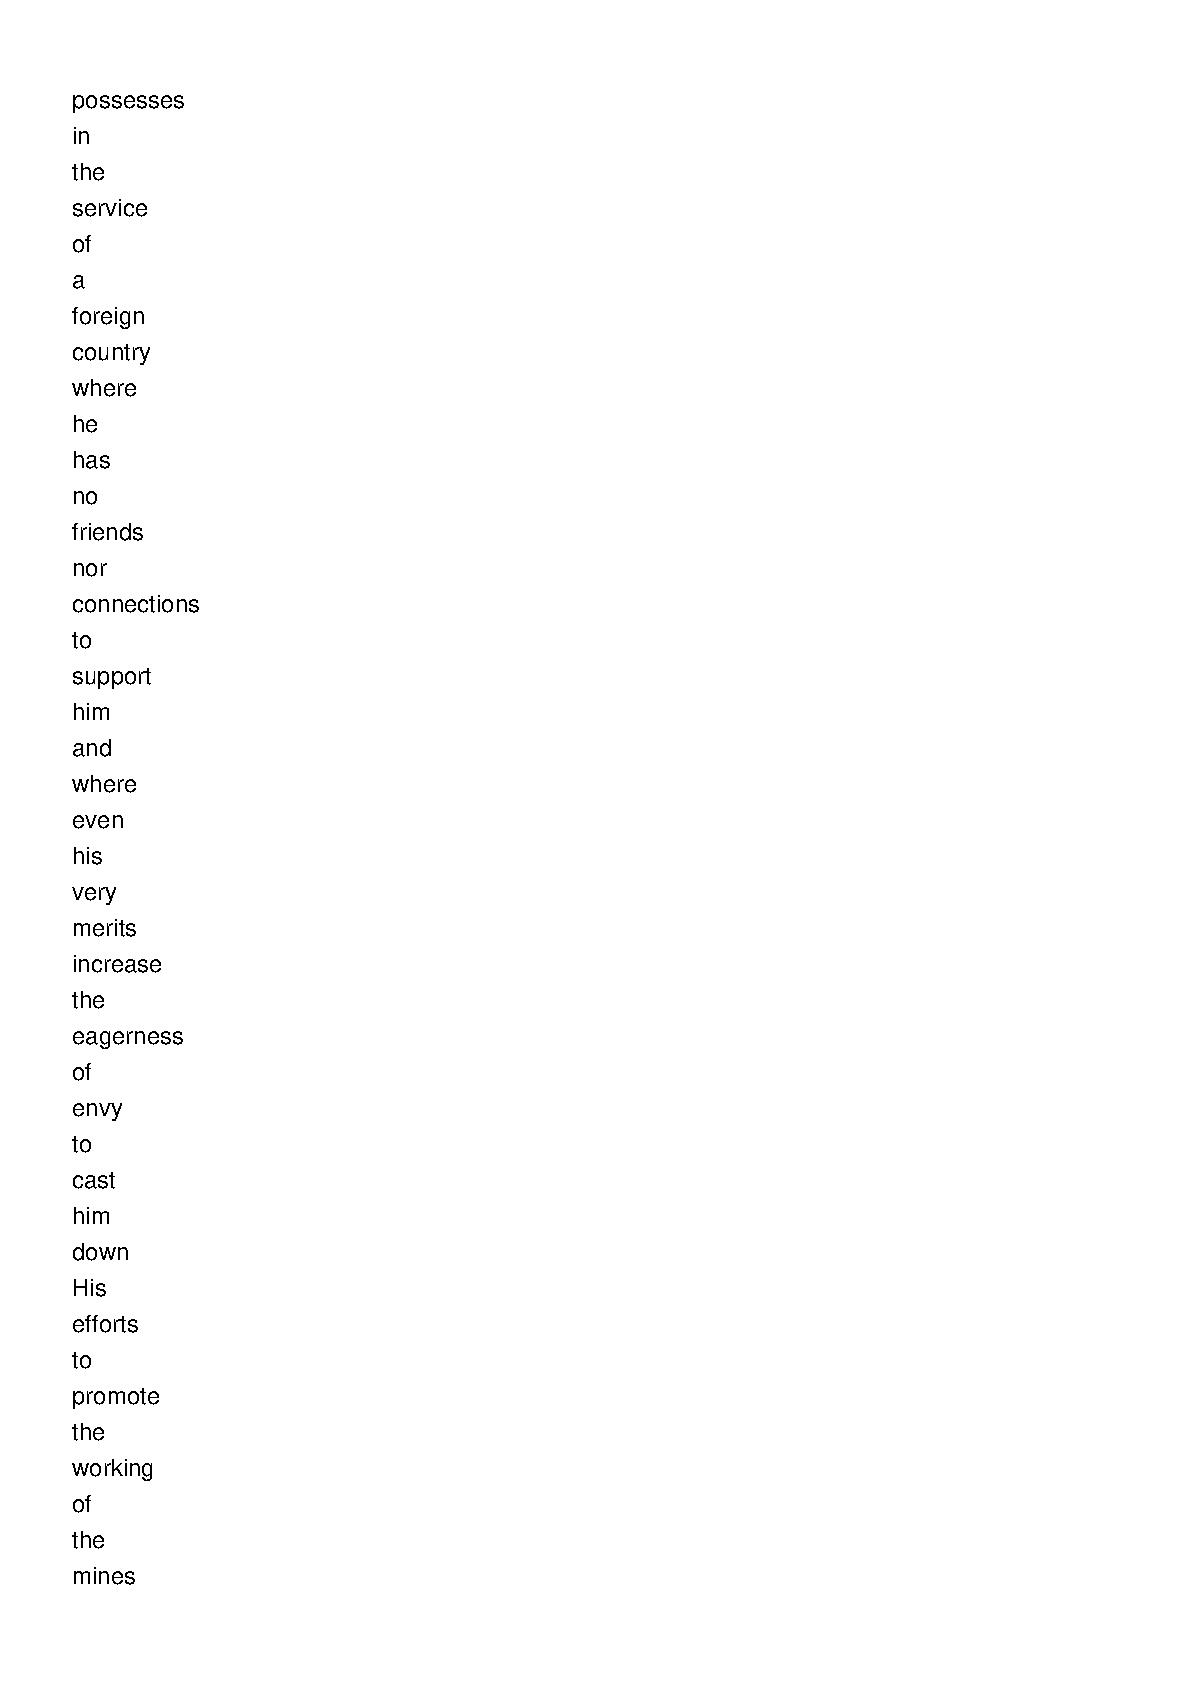 possesses
in
the
service
of
a
foreign
country
where
he
has
no
friends
nor
connections
to
support
him
and
where
even
his
very
merits
increase
the
eagerness
of
envy
to
cast
him
down
His
efforts
to
promote
the
working
of
the
mines